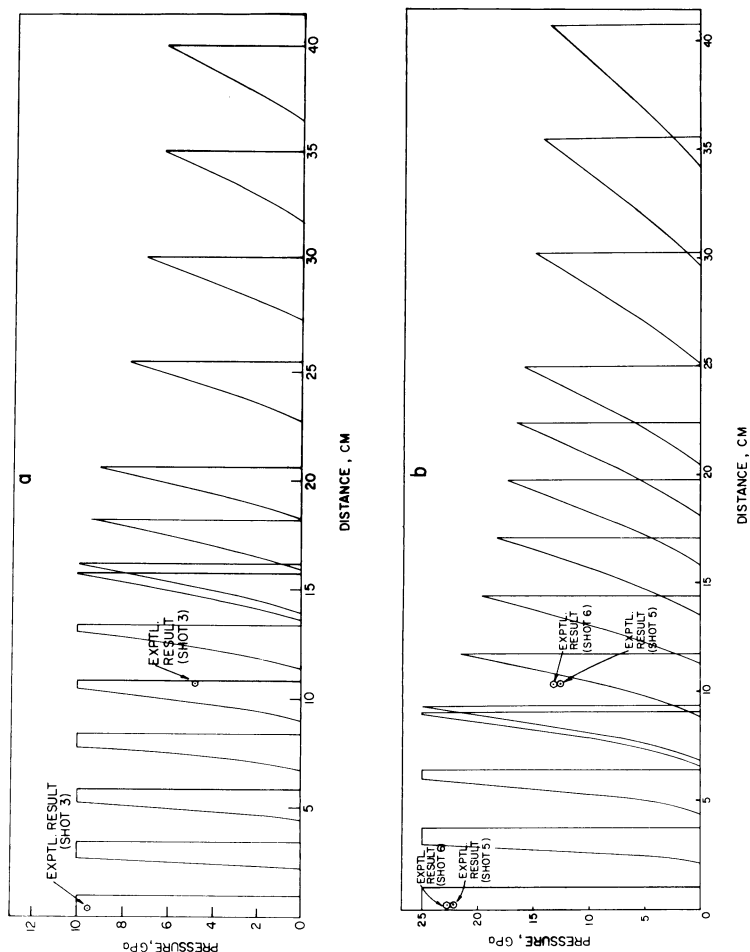 a
PRESSURE, GPa
12
10
8
6
4
2
0
5
10
15
20
25
30
35
40
DISTANCE, CM
EXPTL. RESULT
(SHOT 3)
EXPTL.
RESULT
(SHOT 3)
b
PRESSURE, GPa
25
20
15
10
5
0
5
10
15
20
25
30
35
40
DISTANCE, CM
EXPTL.
RESULT
(SHOT 6)
EXPTL.
RESULT
(SHOT 5)
EXPTL.
RESULT
(SHOT 6)
EXPTL.
RESULT
(SHOT 5)